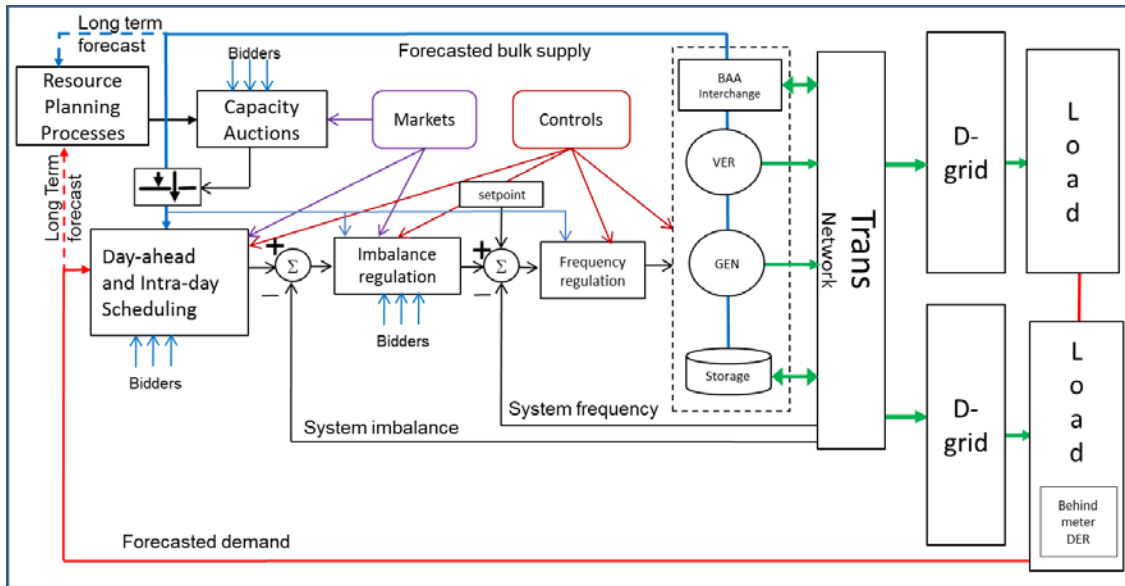 Long term
forecast
Forecasted bulk supply
Bidders
Resource
Planning
Processes
Capacity
Auctions
Markets
Controls
BAA
Interchange
VER
GEN
Storage
Trans
Network
D-
grid
Load
Long Term
forecast
setpoint
Day-ahead
and Intra-day
Scheduling
+
Σ
−
Imbalance
regulation
+
Σ
−
Frequency
regulation
Bidders
Bidders
System frequency
System imbalance
D-
grid
Load
Behind
meter
DER
Forecasted demand